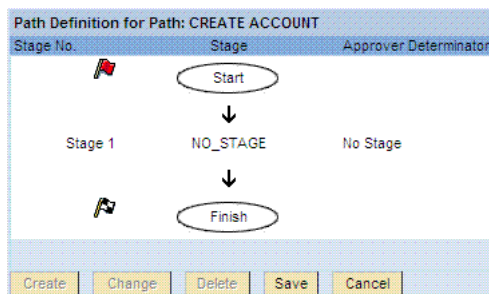 Path Definition for Path: CREATE ACCOUNT
Stage No. Stage Approver Determinator
Start
Stage 1 NO_STAGE No Stage
Finish
Create Change Delete Save Cancel